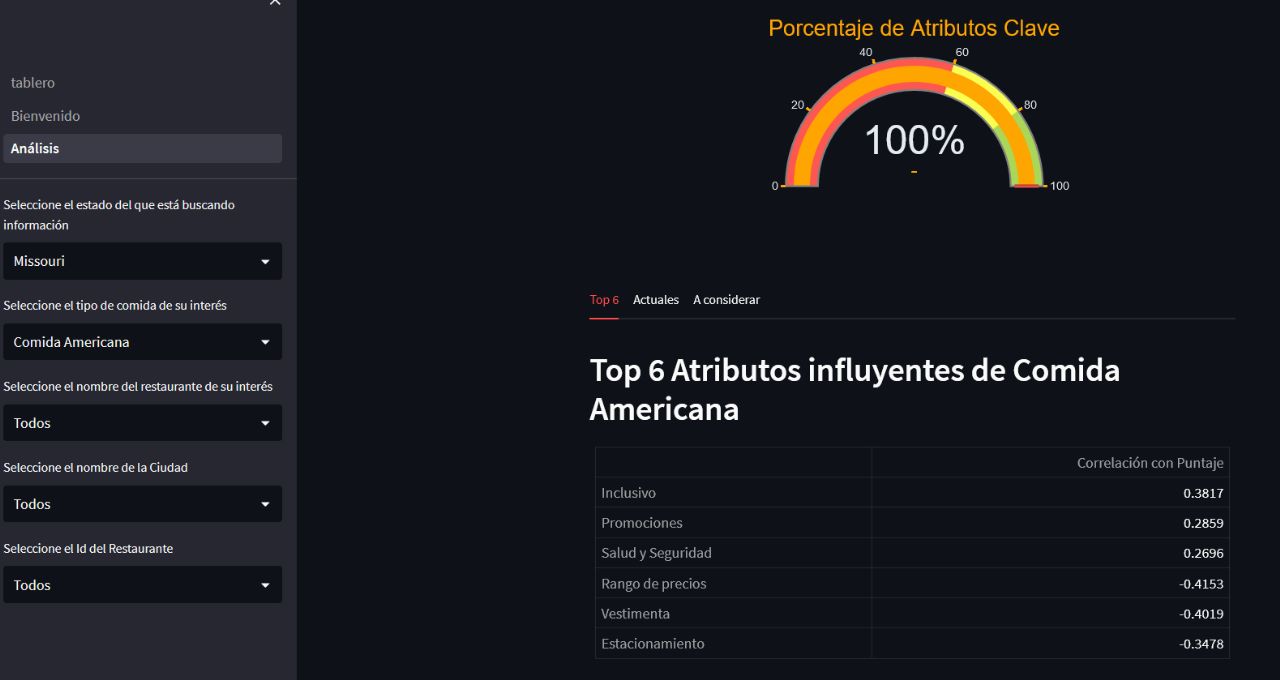 tablero
Bienvenido
Análisis
Seleccione el estado del que está buscando
información
Missouri
Seleccione el tipo de comida de su interés
Comida Americana
Seleccione el nombre del restaurante de su interés
Todos
Seleccione el nombre de la Ciudad
Todos
Seleccione el Id del Restaurante
Todos
Porcentaje de Atributos Clave
0
20
40
60
80
100
100%
-
Top 6 Actuales A considerar
Top 6 Atributos influyentes de Comida
Americana
Correlación con Puntaje
Inclusivo 0.3817
Promociones 0.2859
Salud y Seguridad 0.2696
Rango de precios -0.4153
Vestimenta -0.4019
Estacionamiento -0.3478